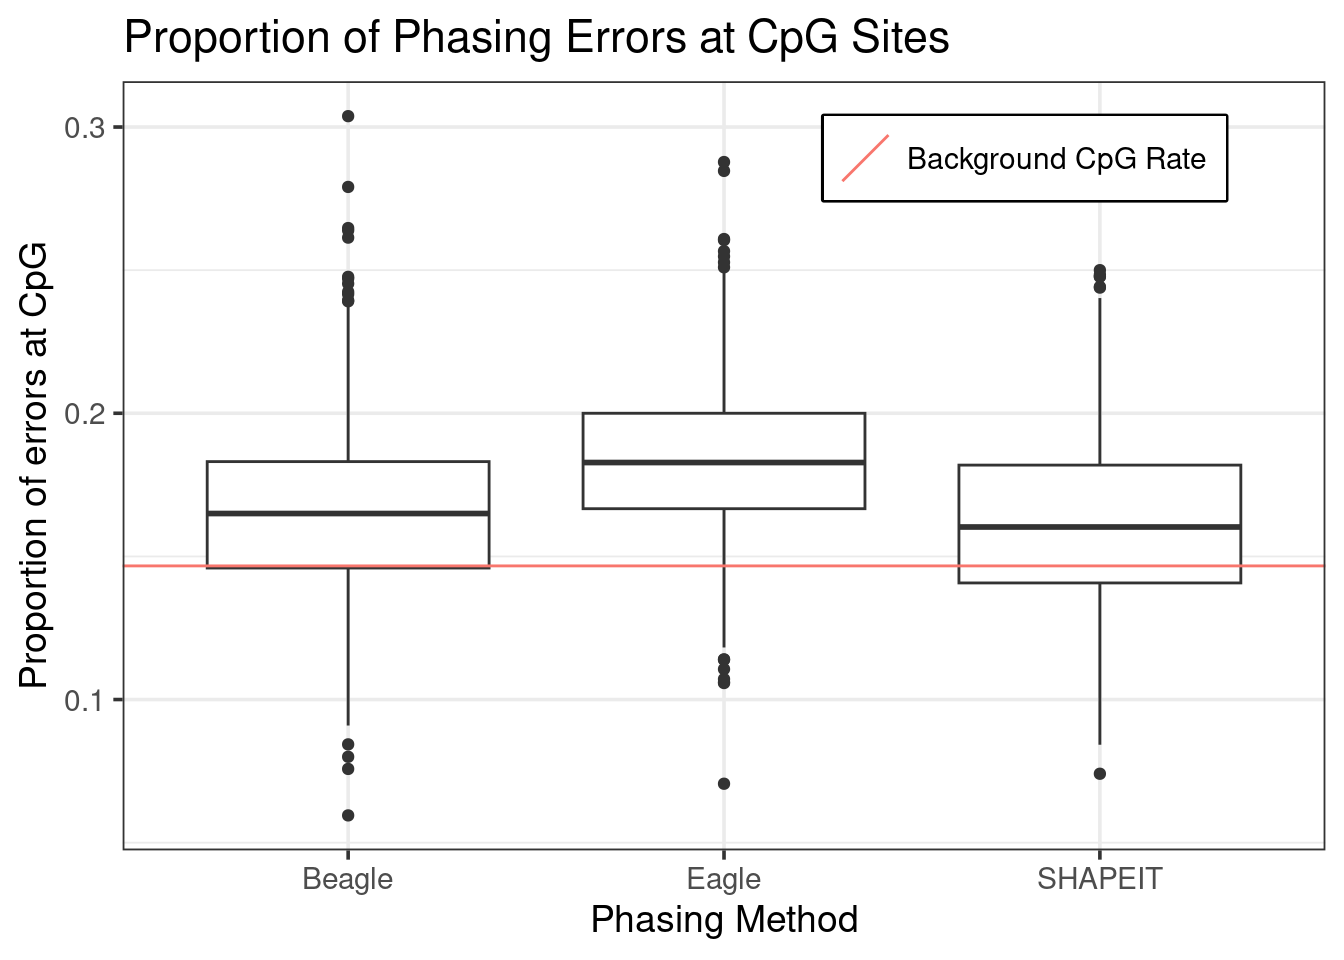 Proportion of Phasing Errors at CpG Sites
Proportion of errors at CpG
0.3
0.2
0.1
Background CpG Rate
Beagle
Eagle
SHAPEIT
Phasing Method